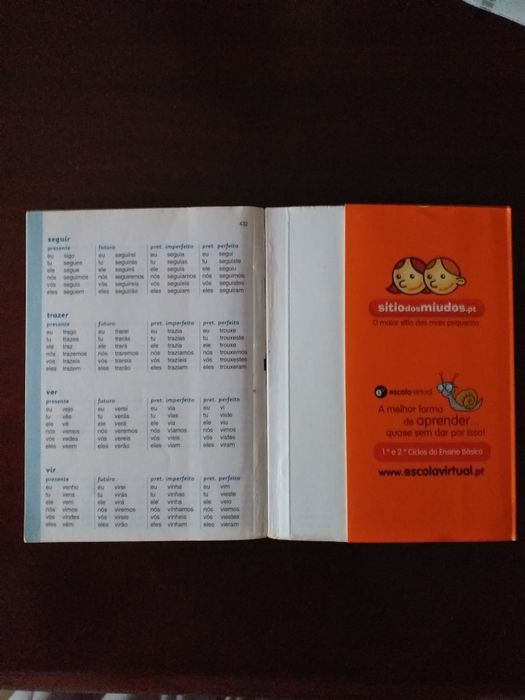 432
seguir
presente futuro pret. imperfeito pret. perfeito
eu sigo eu seguirei eu seguia eu segui
tu segues tu seguirás tu seguias tu seguiste
ele segue ele seguirá ele seguia ele seguiu
nós seguimos nós seguiremos nós seguíamos nós seguimos
vós seguis vós seguireis vós seguíeis vós seguistes
eles seguem eles seguirão eles seguiam eles seguiram
trazer
presente futuro pret. imperfeito pret. perfeito
eu trago eu trarei eu trazia eu trouxe
tu trazes tu trarás tu trazias tu trouxeste
ele traz ele trará ele trazia ele trouxe
nós trazemos nós traremos nós trazíamos nós trouxemos
vós trazeis vós trareis vós trazíeis vós trouxestes
eles trazem eles trarão eles traziam eles trouxeram
ver
presente futuro pret. imperfeito pret. perfeito
eu vejo eu verei eu via eu vi
tu vês tu verás tu vias tu viste
ele vê ele verá ele via ele viu
nós vemos nós veremos nós víamos nós vimos
vós vedes vós vereis vós víeis vós vistes
eles veem eles verão eles viam eles viram
vir
presente futuro pret. imperfeito pret. perfeito
eu venho eu virei eu vinha eu vim
tu vens tu virás tu vinhas tu vieste
ele vem ele virá ele vinha ele veio
nós vimos nós viremos nós vínhamos nós viemos
vós vindes vós vireis vós vínheis vós viestes
eles vêm eles virão eles vinham eles vieram
sitiodosmiudos.pt
O maior sítio dos mais pequenos
e escola virtual
A melhor forma
de aprender...
quase sem dar por isso!
1.º e 2.º Ciclos do Ensino Básico
www.escolavirtual.pt